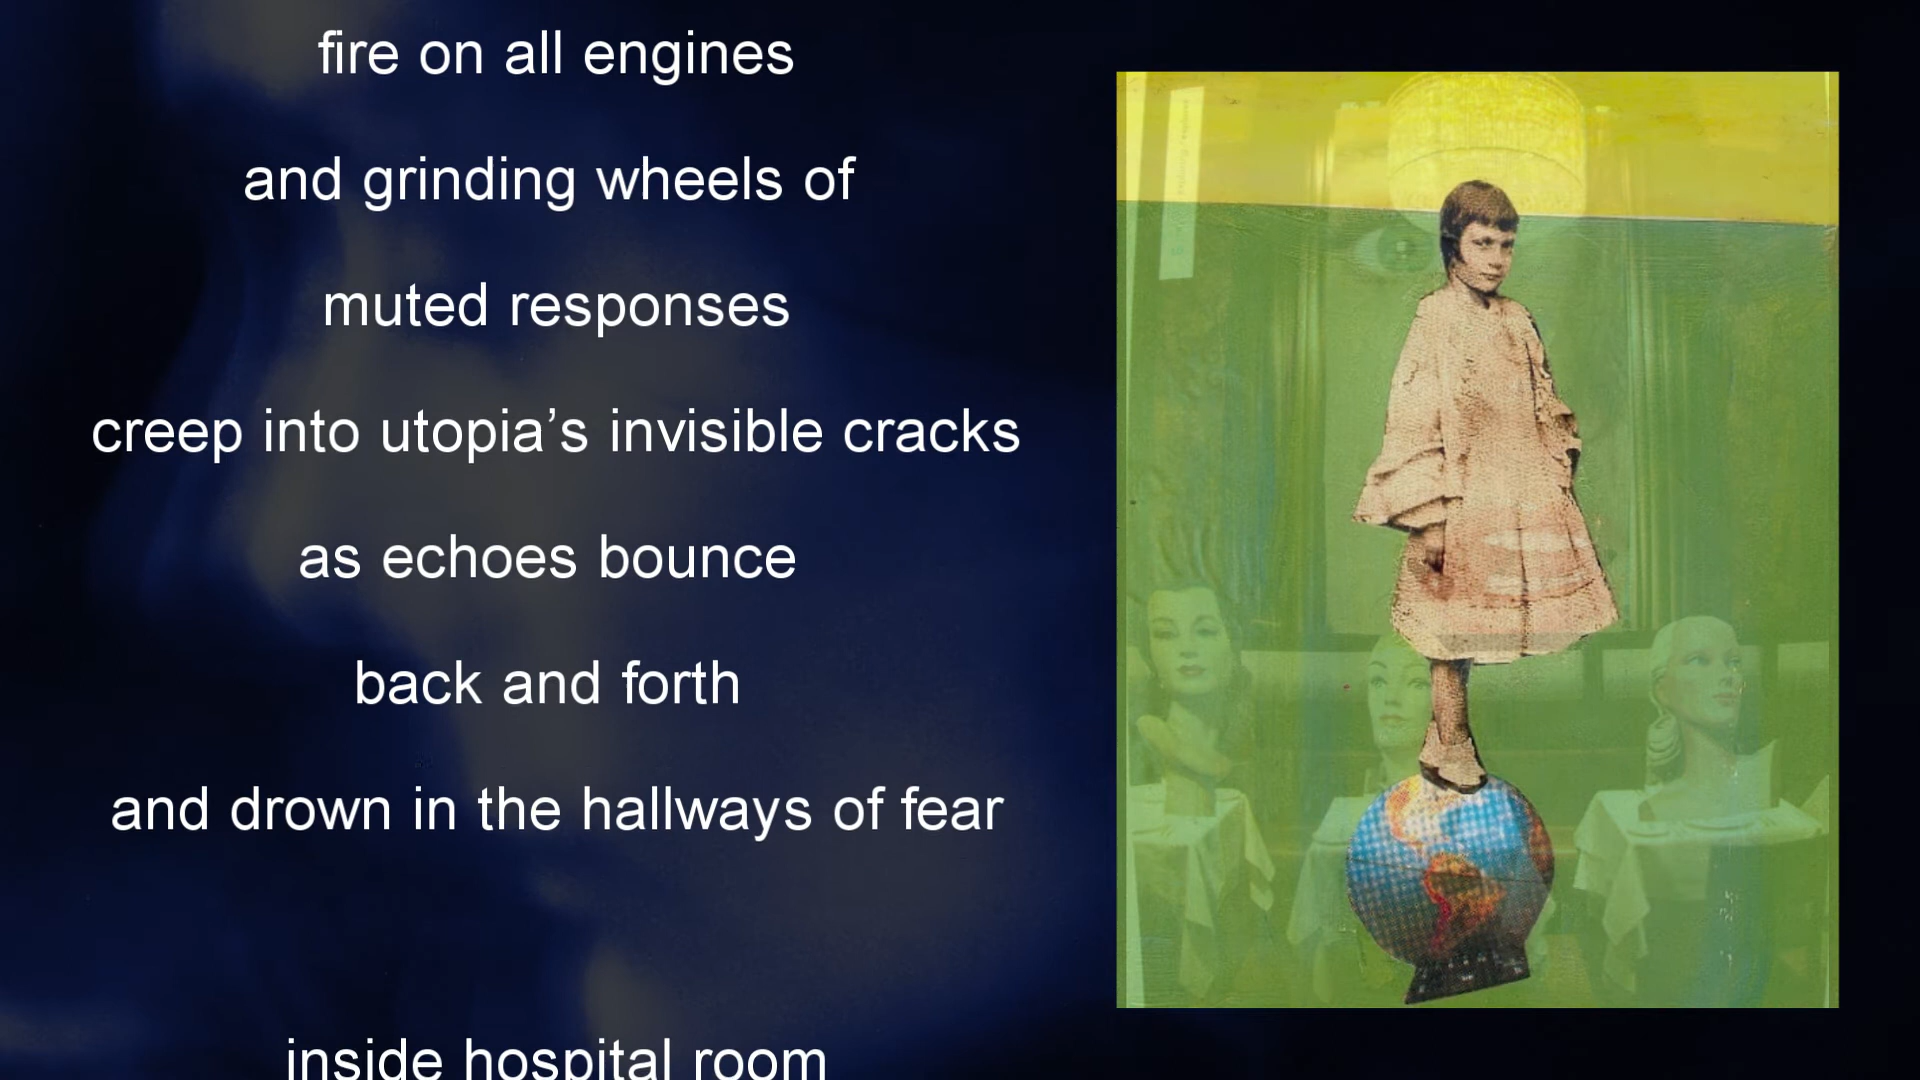 fire on all engines
and grinding wheels of
muted responses
creep into utopia’s invisible cracks
as echoes bounce
back and forth
and drown in the hallways of fear
inside hospital room